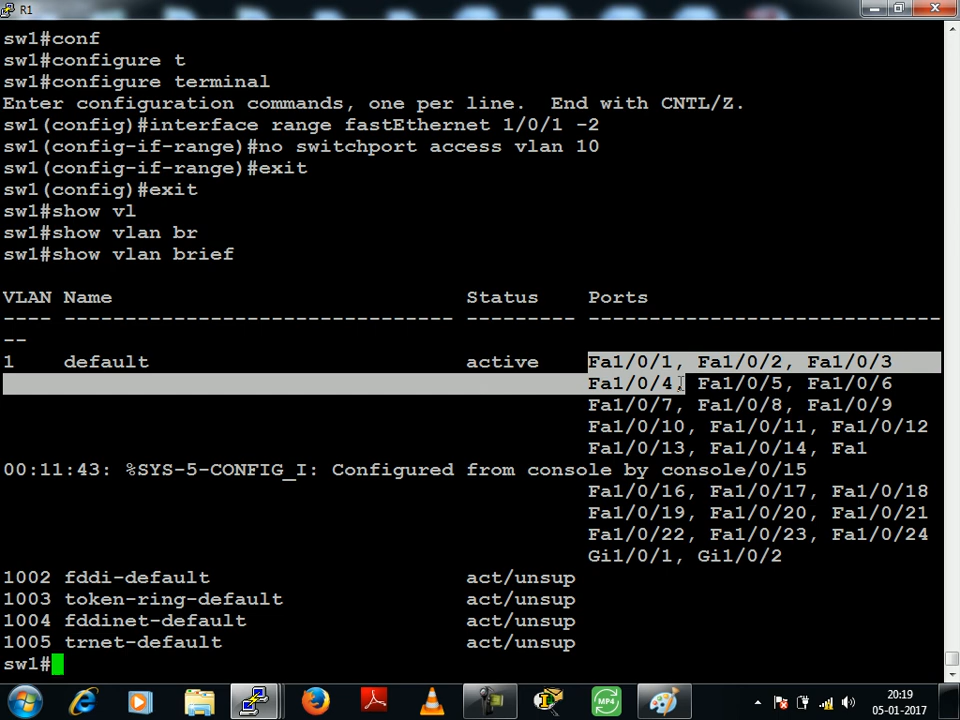 R1
sw1#conf
sw1#configure t
sw1#configure terminal
Enter configuration commands, one per line.  End with CNTL/Z.
sw1(config)#interface range fastEthernet 1/0/1 -2
sw1(config-if-range)#no switchport access vlan 10
sw1(config-if-range)#exit
sw1(config)#exit
sw1#show vl
sw1#show vlan br
sw1#show vlan brief
VLAN Name                             Status    Ports
---- -------------------------------- --------- -----------------------------
--
1    default                          active    Fa1/0/1, Fa1/0/2, Fa1/0/3
                                                Fa1/0/4, Fa1/0/5, Fa1/0/6
                                                Fa1/0/7, Fa1/0/8, Fa1/0/9
                                                Fa1/0/10, Fa1/0/11, Fa1/0/12
                                                Fa1/0/13, Fa1/0/14, Fa1
00:11:43: %SYS-5-CONFIG_I: Configured from console by console/0/15
                                                Fa1/0/16, Fa1/0/17, Fa1/0/18
                                                Fa1/0/19, Fa1/0/20, Fa1/0/21
                                                Fa1/0/22, Fa1/0/23, Fa1/0/24
                                                Gi1/0/1, Gi1/0/2
1002 fddi-default                     act/unsup
1003 token-ring-default               act/unsup
1004 fddinet-default                  act/unsup
1005 trnet-default                    act/unsup
sw1#
MP4
20:19
05-01-2017